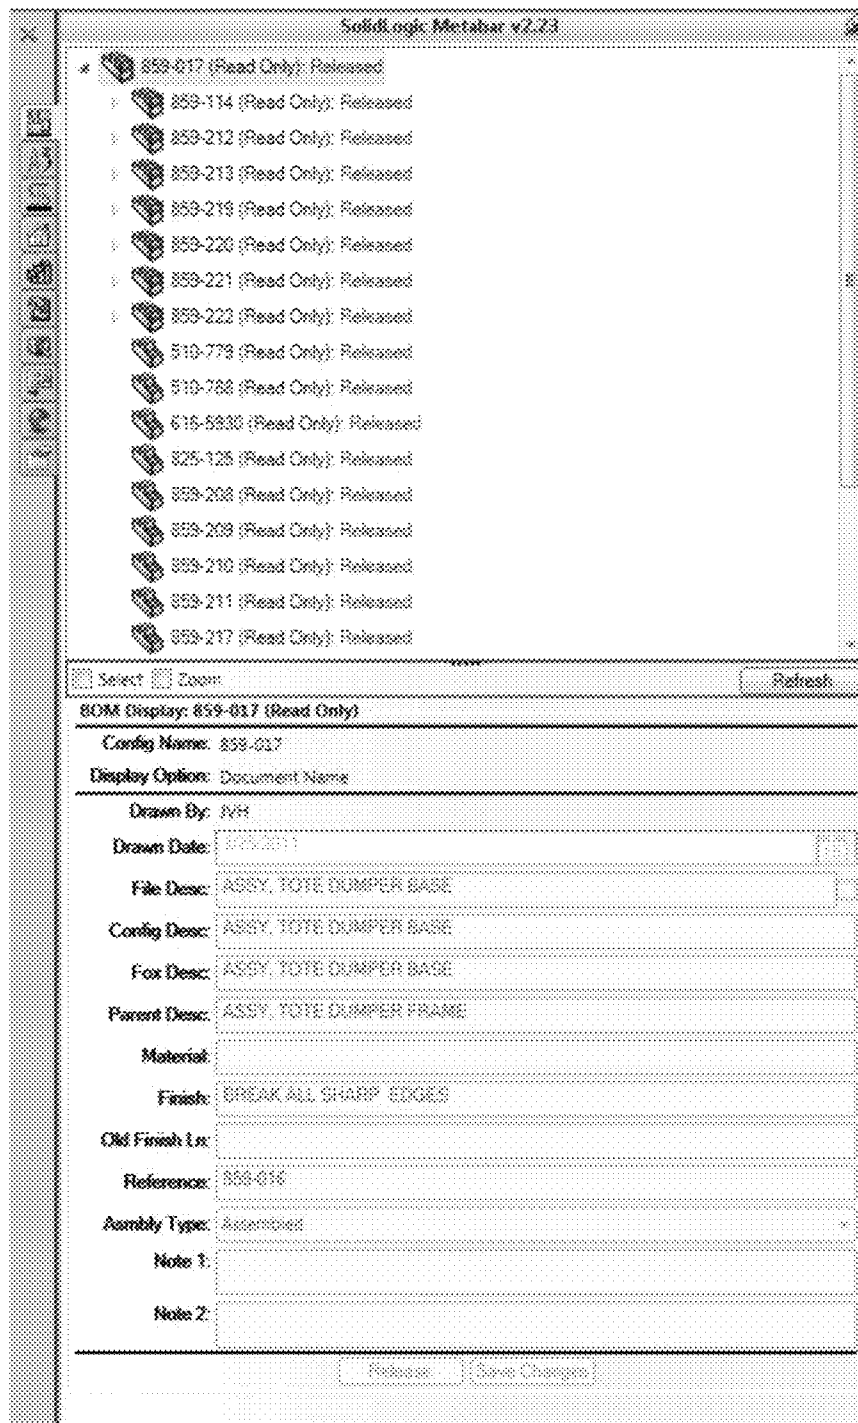 SolidLogic Metabar v2.23
859-017 (Read Only): Released
859-114 (Read Only): Released
859-212 (Read Only): Released
859-213 (Read Only): Released
859-219 (Read Only): Released
859-220 (Read Only): Released
859-221 (Read Only): Released
859-222 (Read Only): Released
510-779 (Read Only): Released
510-788 (Read Only): Released
616-5930 (Read Only): Released
825-125 (Read Only): Released
859-208 (Read Only): Released
859-209 (Read Only): Released
859-210 (Read Only): Released
859-211 (Read Only): Released
859-217 (Read Only): Released
Select Zoom Refresh
BOM Display: 859-017 (Read Only)
Config Name: 859-017
Display Option: Document Name
Drawn By: JVH
Drawn Date:
File Desc: ASSY, TOTE DUMPER BASE
Config Desc: ASSY, TOTE DUMPER BASE
Fox Desc: ASSY, TOTE DUMPER BASE
Parent Desc: ASSY, TOTE DUMPER FRAME
Material:
Finish: BREAK ALL SHARP EDGES
Old Finish Ln:
Reference: 859-016
Asmbly Type: Assembled
Note 1:
Note 2:
Release Save Changes